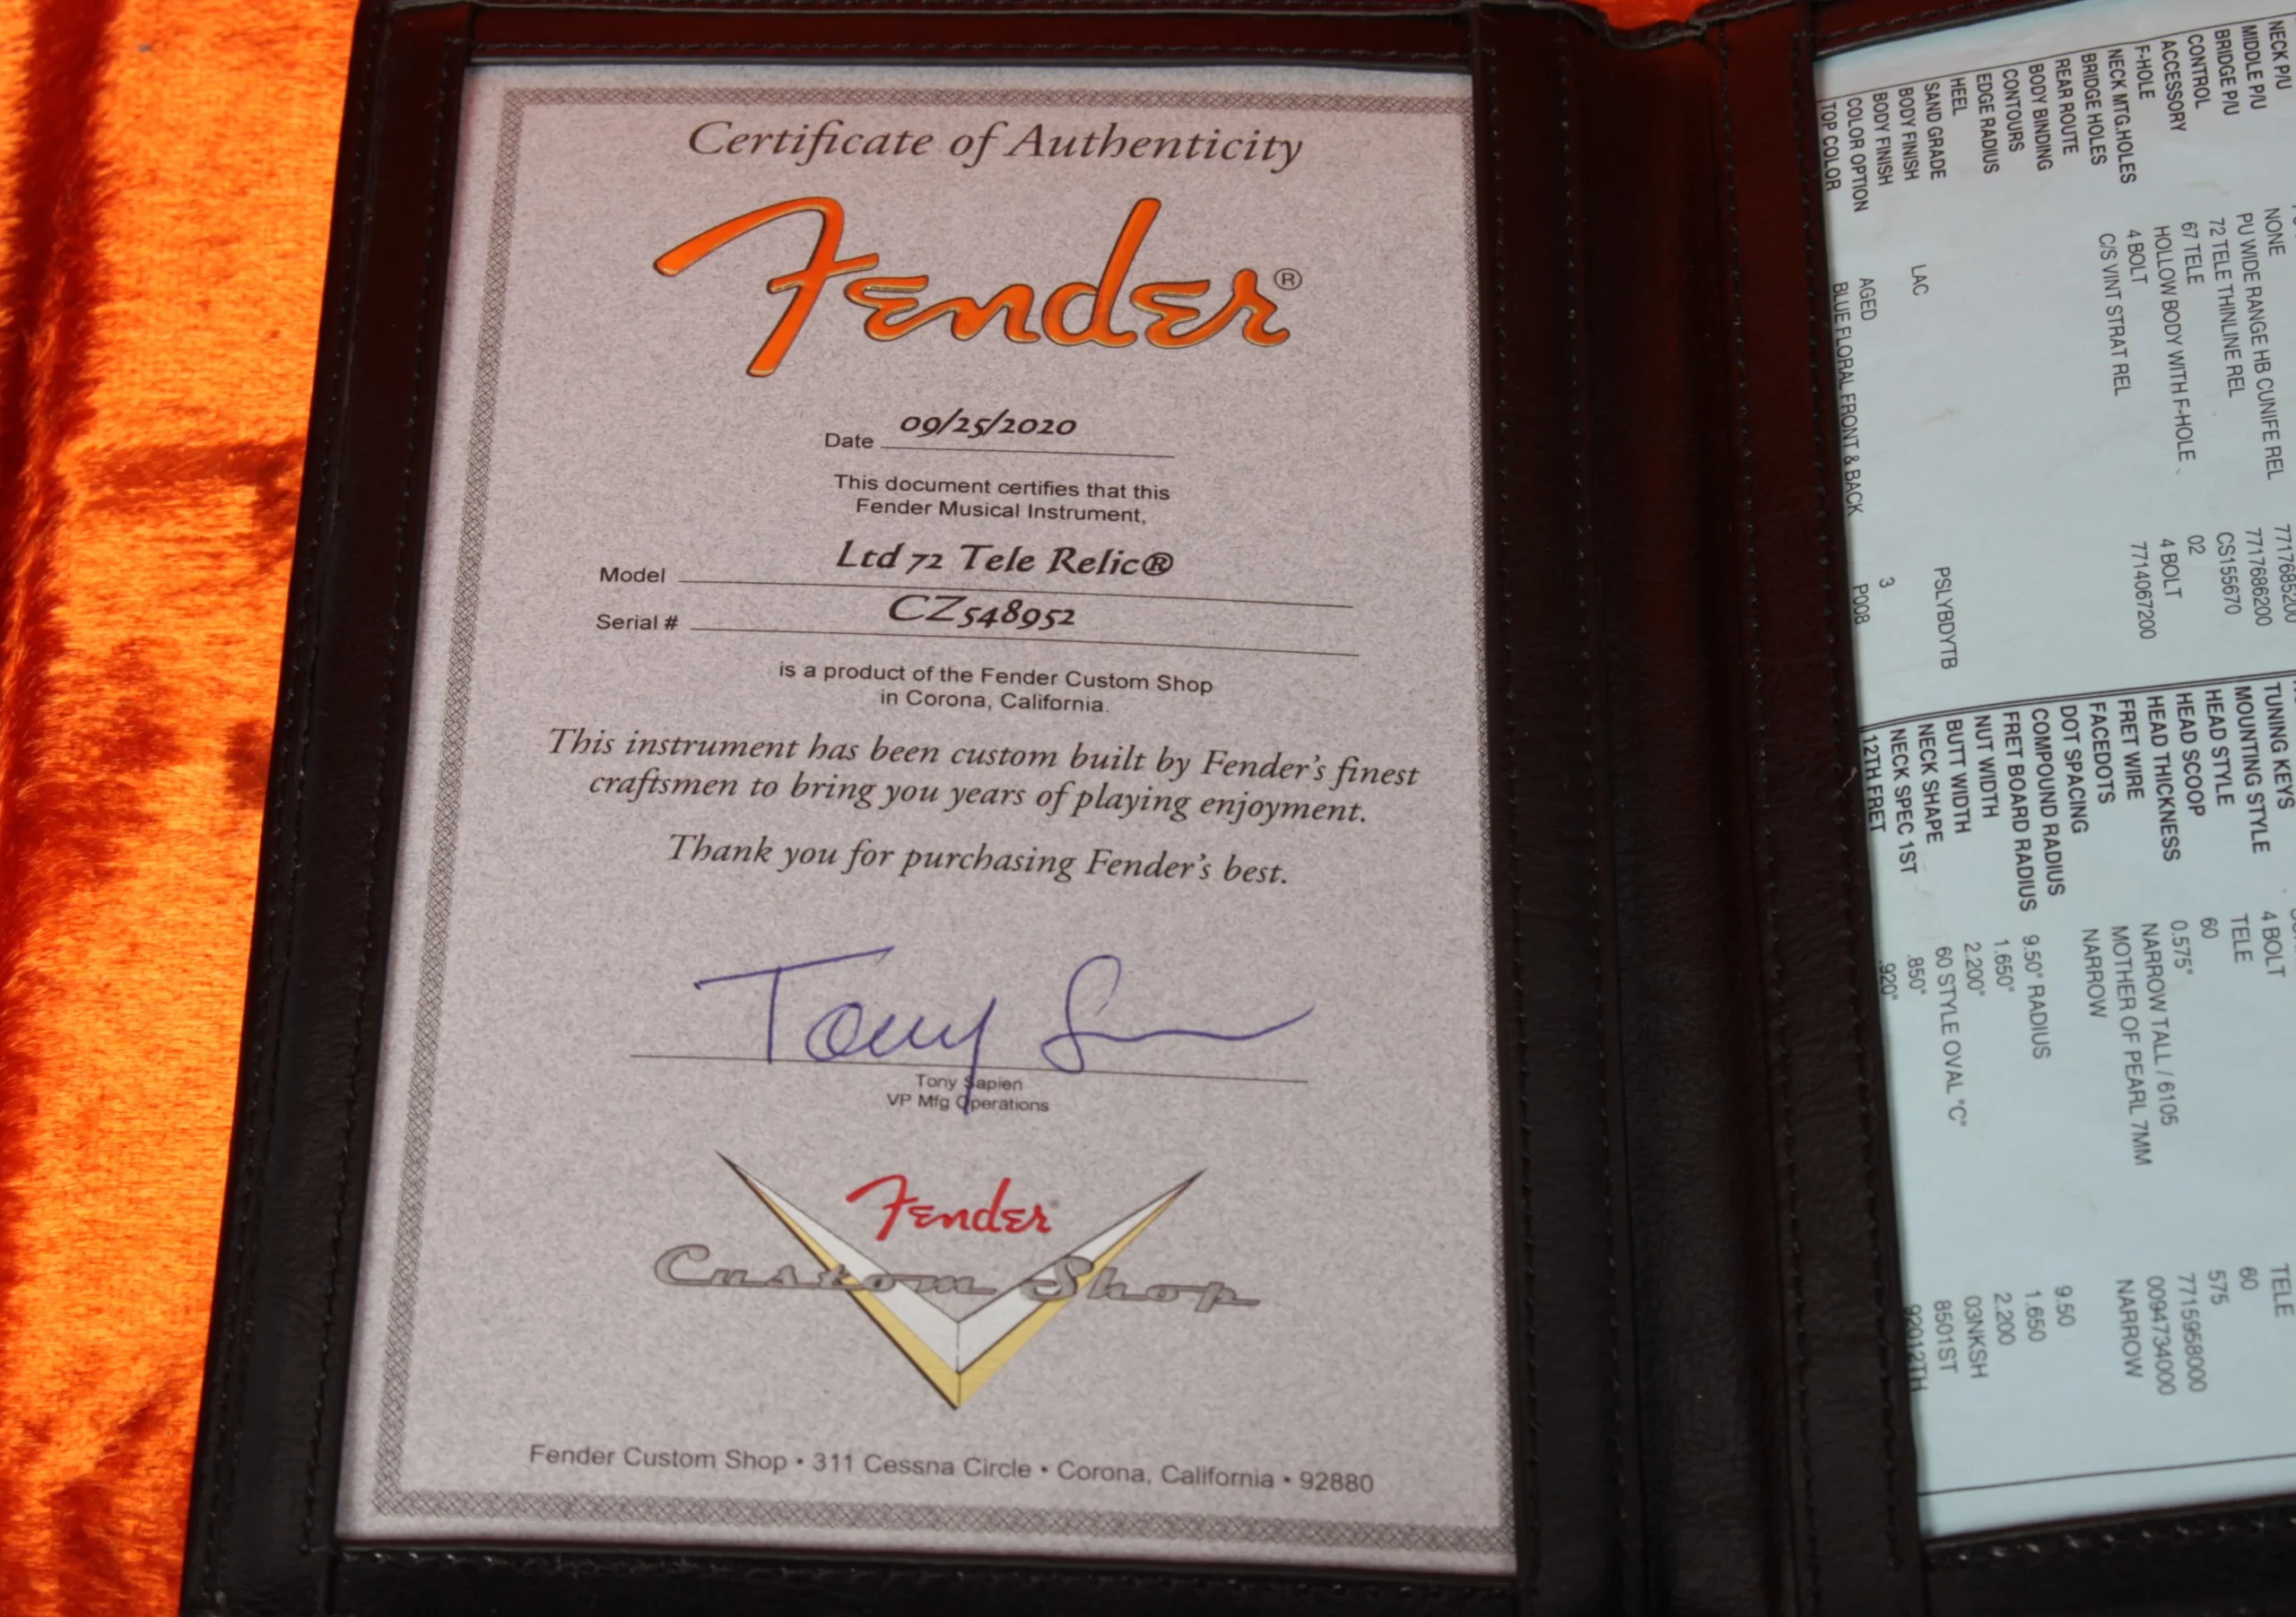 Certificate of Authenticity
Fender®
Date 09/25/2020
This document certifies that this
Fender Musical Instrument,
Model Ltd 72 Tele Relic®
Serial # CZ548952
is a product of the Fender Custom Shop
in Corona, California.
This instrument has been custom built by Fender's finest
craftsmen to bring you years of playing enjoyment.
Thank you for purchasing Fender's best.
Tony S
Tony Sapien
VP Mfg Operations
Fender
Custom Shop
Fender Custom Shop • 311 Cessna Circle • Corona, California • 92880
NECK P/U
MIDDLE P/U NONE
BRIDGE P/U PU WIDE RANGE HB CUNIFE REL 7717685200
CONTROL 72 TELE THINLINE REL 7717686200 TUNING KEYS
ACCESSORY 67 TELE CS155670 MOUNTING STYLE 4 BOLT
F-HOLE HOLLOW BODY WITH F-HOLE 02 HEAD STYLE TELE TELE
NECK MTG.HOLES 4 BOLT 4 BOLT HEAD SCOOP 60 60
BRIDGE HOLES C/S VINT STRAT REL 7714067200 HEAD THICKNESS 0.575" 575
REAR ROUTE FRET WIRE NARROW TALL / 6105 7715968000
BODY BINDING FACEDOTS MOTHER OF PEARL 7MM 0094734000
CONTOURS DOT SPACING NARROW NARROW
EDGE RADIUS COMPOUND RADIUS
HEEL FRET BOARD RADIUS 9.50" RADIUS 9.50
SAND GRADE NUT WIDTH 1.650" 1.650
BODY FINISH LAC PSLYBDYTB BUTT WIDTH 2.200" 2.200
BODY FINISH NECK SHAPE 60 STYLE OVAL "C" 03NKSH
COLOR OPTION AGED 3 NECK SPEC 1ST .850" 8501ST
TOP COLOR BLUE FLORAL FRONT & BACK P008 12TH FRET .920" 92012TH